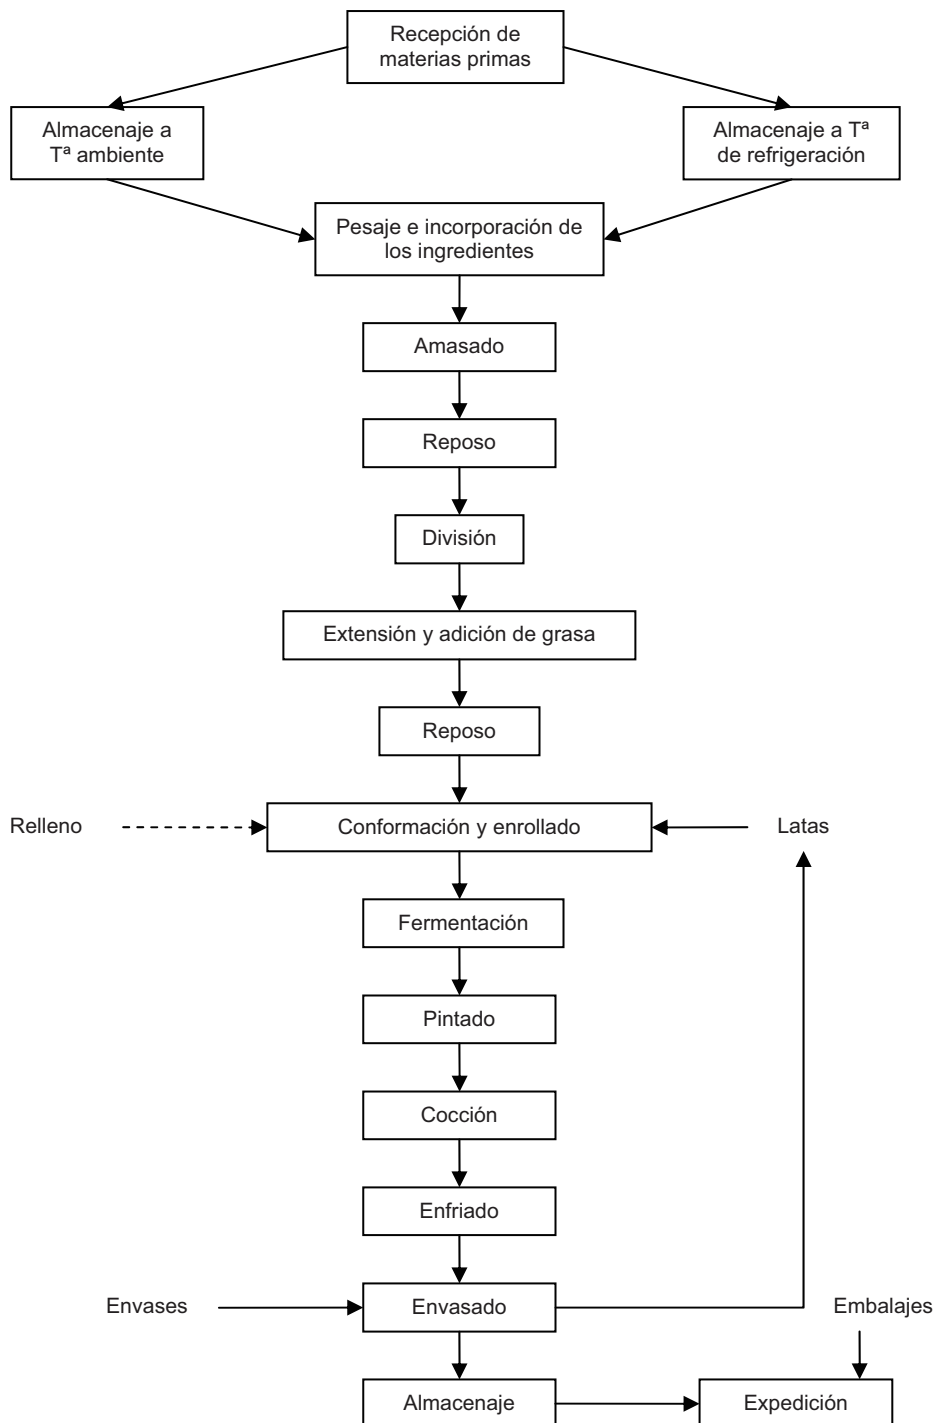 Recepción de
materias primas
Almacenaje a
Tª ambiente
Almacenaje a Tª
de refrigeración
Pesaje e incorporación de
los ingredientes
Amasado
Reposo
División
Extensión y adición de grasa
Reposo
Relleno
Conformación y enrollado
Latas
Fermentación
Pintado
Cocción
Enfriado
Envases
Envasado
Embalajes
Almacenaje
Expedición